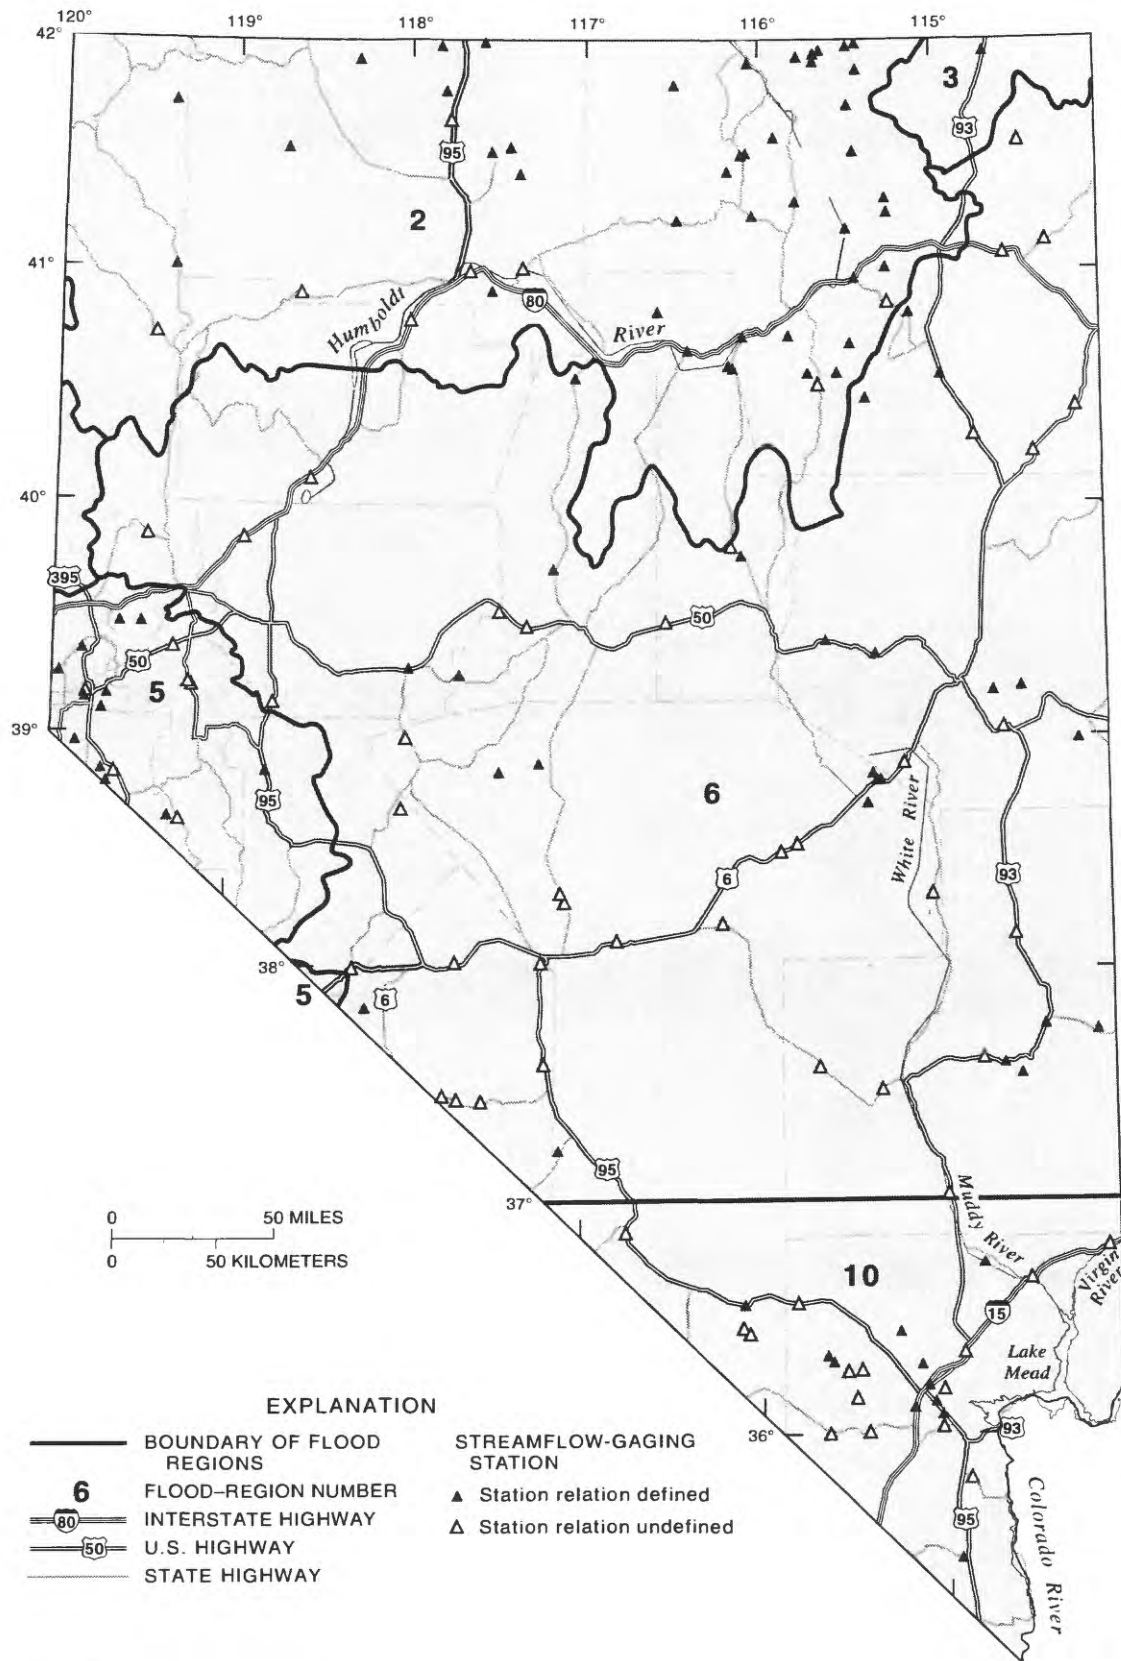 120°
119°
118°
117°
116°
115°
42°
3
93
95
2
41°
80
Humboldt
River
40°
395
50
50
5
39°
95
6
White River
6
93
38°
5
6
95
37°
0 50 MILES
0 50 KILOMETERS
Muddy River
Virgin River
10
15
Lake
Mead
36°
93
95
Colorado River
EXPLANATION
BOUNDARY OF FLOOD
REGIONS
6 FLOOD–REGION NUMBER
80 INTERSTATE HIGHWAY
50 U.S. HIGHWAY
STATE HIGHWAY
STREAMFLOW-GAGING
STATION
Station relation defined
Station relation undefined